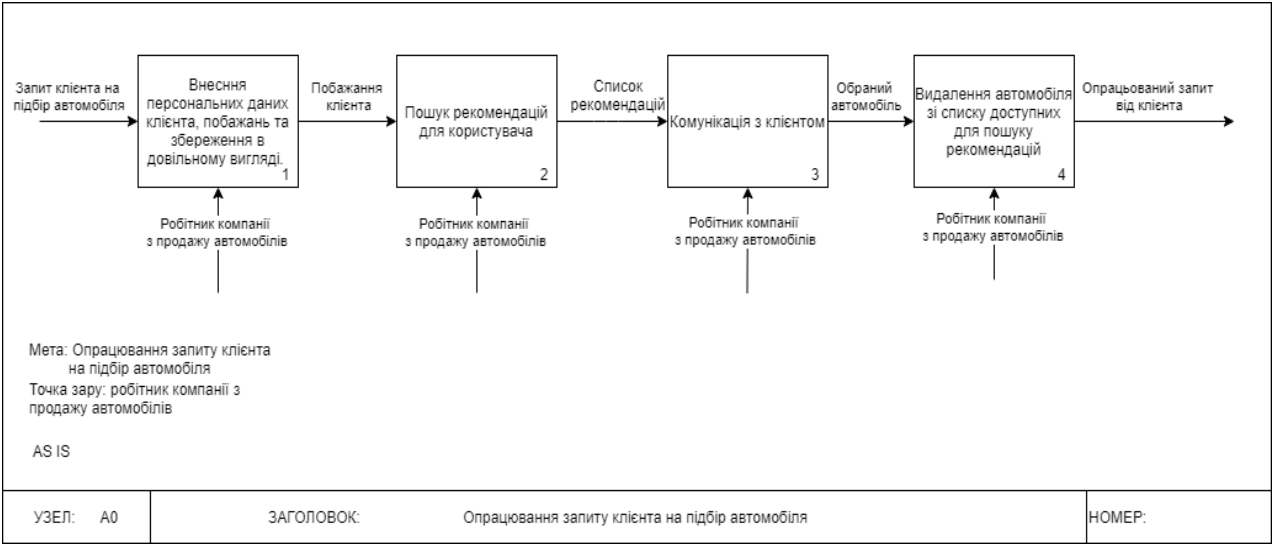 Запит клієнта на
підбір автомобіля
Внесння
персональних даних
клієнта, побажань та
збереження в
довільному вигляді.
1
Побажання
клієнта
Пошук рекомендацій
для користувача
2
Список
рекомендацій
Комунікація з клієнтом
3
Обраний
автомобіль
Видалення автомобіля
зі списку доступних
для пошуку
рекомендацій
4
Опрацьований запит
від клієнта
Робітник компанії
з продажу автомобілів
Робітник компанії
з продажу автомобілів
Робітник компанії
з продажу автомобілів
Робітник компанії
з продажу автомобілів
Мета: Опрацювання запиту клієнта
на підбір автомобіля
Точка зару: робітник компанії з
продажу автомобілів
AS IS
УЗЕЛ: А0
ЗАГОЛОВОК: Опрацювання запиту клієнта на підбір автомобіля
НОМЕР: